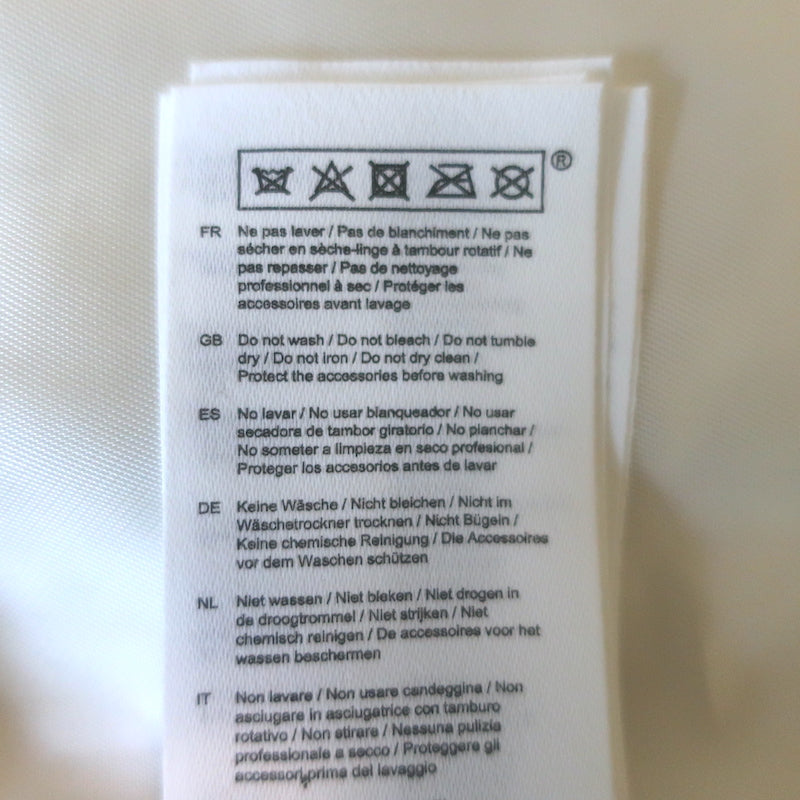 ®
FR Ne pas laver / Pas de blanchiment / Ne pas
sécher en sèche-linge à tambour rotatif / Ne
pas repasser / Pas de nettoyage
professionnel à sec / Protéger les
accessoires avant lavage
GB Do not wash / Do not bleach / Do not tumble
dry / Do not iron / Do not dry clean /
Protect the accessories before washing
ES No lavar / No usar blanqueador / No usar
secadora de tambor giratorio / No planchar /
No someter a limpieza en seco profesional /
Proteger los accesorios antes de lavar
DE Keine Wäsche / Nicht bleichen / Nicht im
Wäschetrockner trocknen / Nicht Bügeln /
Keine chemische Reinigung / Die Accessoires
vor dem Waschen schützen
NL Niet wassen / Niet bleken / Niet drogen in
de droogtrommel / Niet strijken / Niet
chemisch reinigen / De accessoires voor het
wassen beschermen
IT Non lavare / Non usare candeggina / Non
asciugare in asciugatrice con tamburo
rotativo / Non stirare / Nessuna pulizia
professionale a secco / Proteggere gli
accessori prima del lavaggio